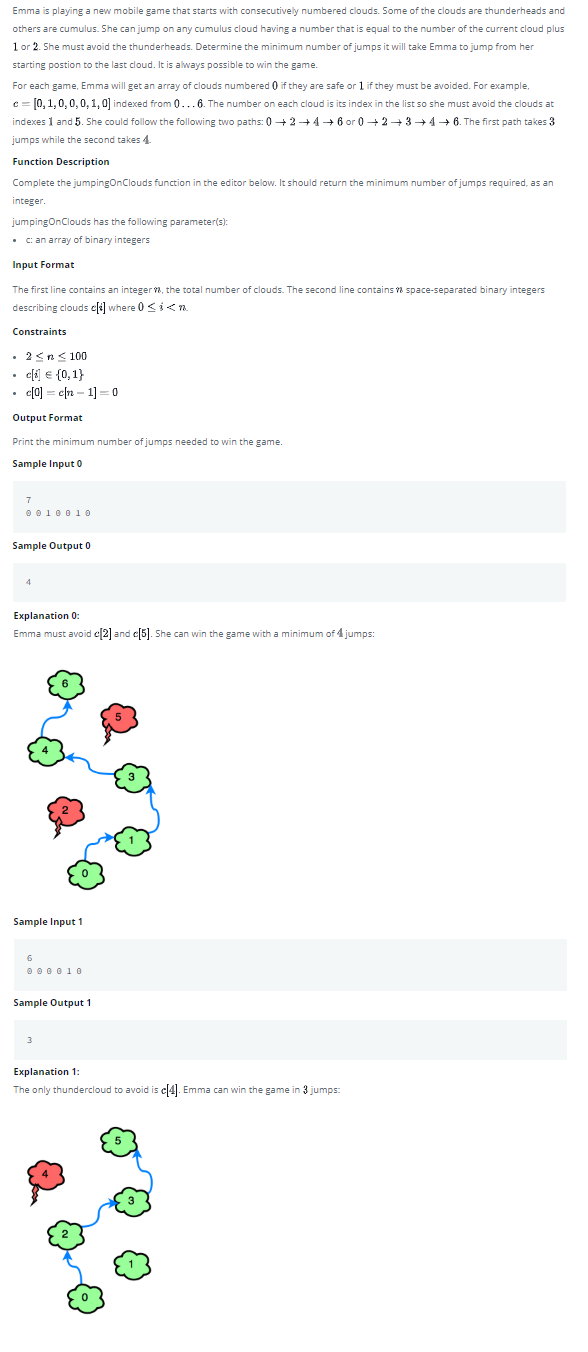 Emma is playing a new mobile game that starts with consecutively numbered clouds. Some of the clouds are thunderheads and
others are cumulus. She can jump on any cumulus cloud having a number that is equal to the number of the current cloud plus
1 or 2. She must avoid the thunderheads. Determine the minimum number of jumps it will take Emma to jump from her
starting postion to the last cloud. It is always possible to win the game.
For each game, Emma will get an array of clouds numbered 0 if they are safe or 1 if they must be avoided. For example,
c = [0, 1, 0, 0, 0, 1, 0] indexed from 0 . . . 6. The number on each cloud is its index in the list so she must avoid the clouds at
indexes 1 and 5. She could follow the following two paths: 0 → 2 → 4 → 6 or 0 → 2 → 3 → 4 → 6. The first path takes 3
jumps while the second takes 4.
Function Description
Complete the jumpingOnClouds function in the editor below. It should return the minimum number of jumps required, as an
integer.
jumpingOnClouds has the following parameter(s):
• c: an array of binary integers
Input Format
The first line contains an integer n, the total number of clouds. The second line contains n space-separated binary integers
describing clouds c[i] where 0 ≤ i < n.
Constraints
• 2 ≤ n ≤ 100
• c[i] ∈ {0, 1}
• c[0] = c[n − 1] = 0
Output Format
Print the minimum number of jumps needed to win the game.
Sample Input 0
7
0 0 1 0 0 1 0
Sample Output 0
4
Explanation 0:
Emma must avoid c[2] and c[5]. She can win the game with a minimum of 4 jumps:
6
5
4
3
2
1
0
Sample Input 1
6
0 0 0 0 1 0
Sample Output 1
3
Explanation 1:
The only thundercloud to avoid is c[4]. Emma can win the game in 3 jumps:
5
4
3
2
1
0